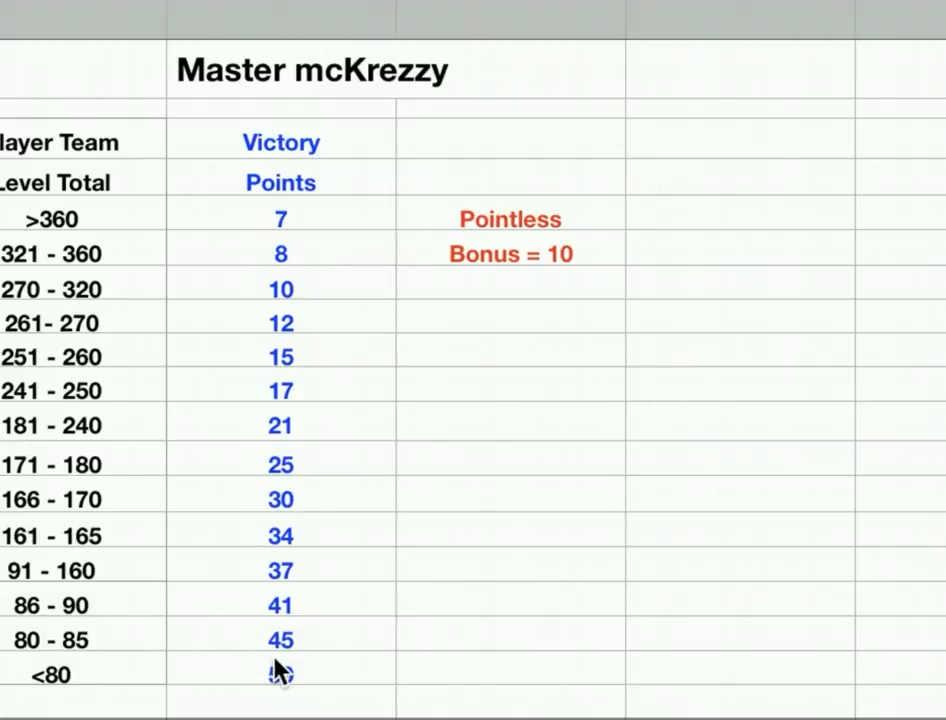 Master mcKrezzy
layer Team Victory
Level Total Points
>360 7 Pointless
321 - 360 8 Bonus = 10
270 - 320 10
261- 270 12
251 - 260 15
241 - 250 17
181 - 240 21
171 - 180 25
166 - 170 30
161 - 165 34
91 - 160 37
86 - 90 41
80 - 85 45
<80